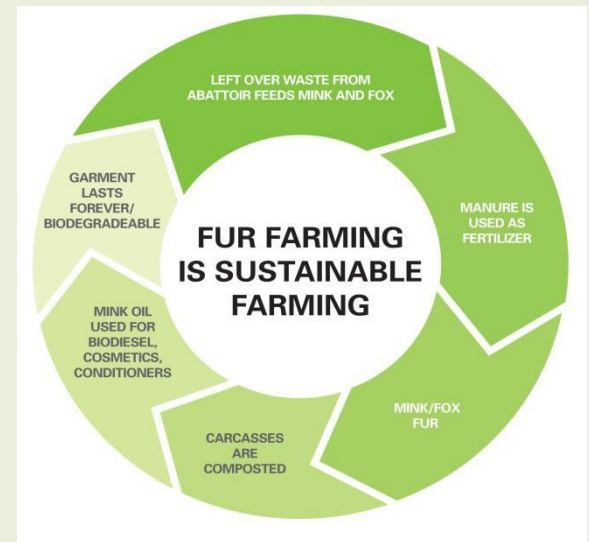 LEFT OVER WASTE FROM
ABATTOIR FEEDS MINK AND FOX
MANURE IS
USED AS
FERTILIZER
MINK/FOX
FUR
CARCASSES
ARE
COMPOSTED
MINK OIL
USED FOR
BIODIESEL,
COSMETICS,
CONDITIONERS
GARMENT
LASTS
FOREVER/
BIODEGRADEABLE
FUR FARMING
IS SUSTAINABLE
FARMING